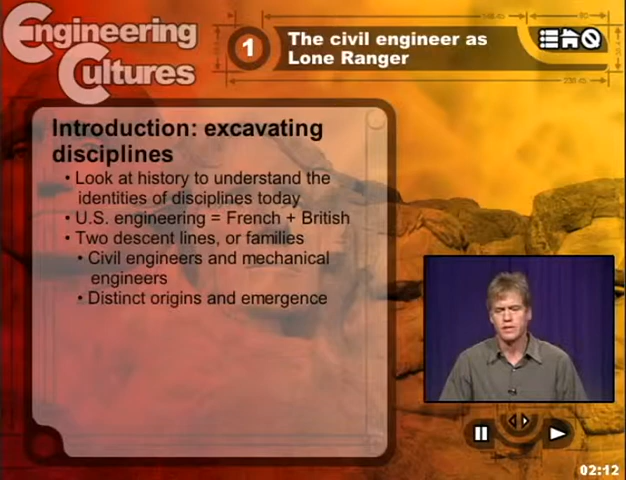 Engineering
Cultures
1
The civil engineer as
Lone Ranger
Introduction: excavating
disciplines
• Look at history to understand the
identities of disciplines today
• U.S. engineering = French + British
• Two descent lines, or families
• Civil engineers and mechanical
engineers
• Distinct origins and emergence
02:12